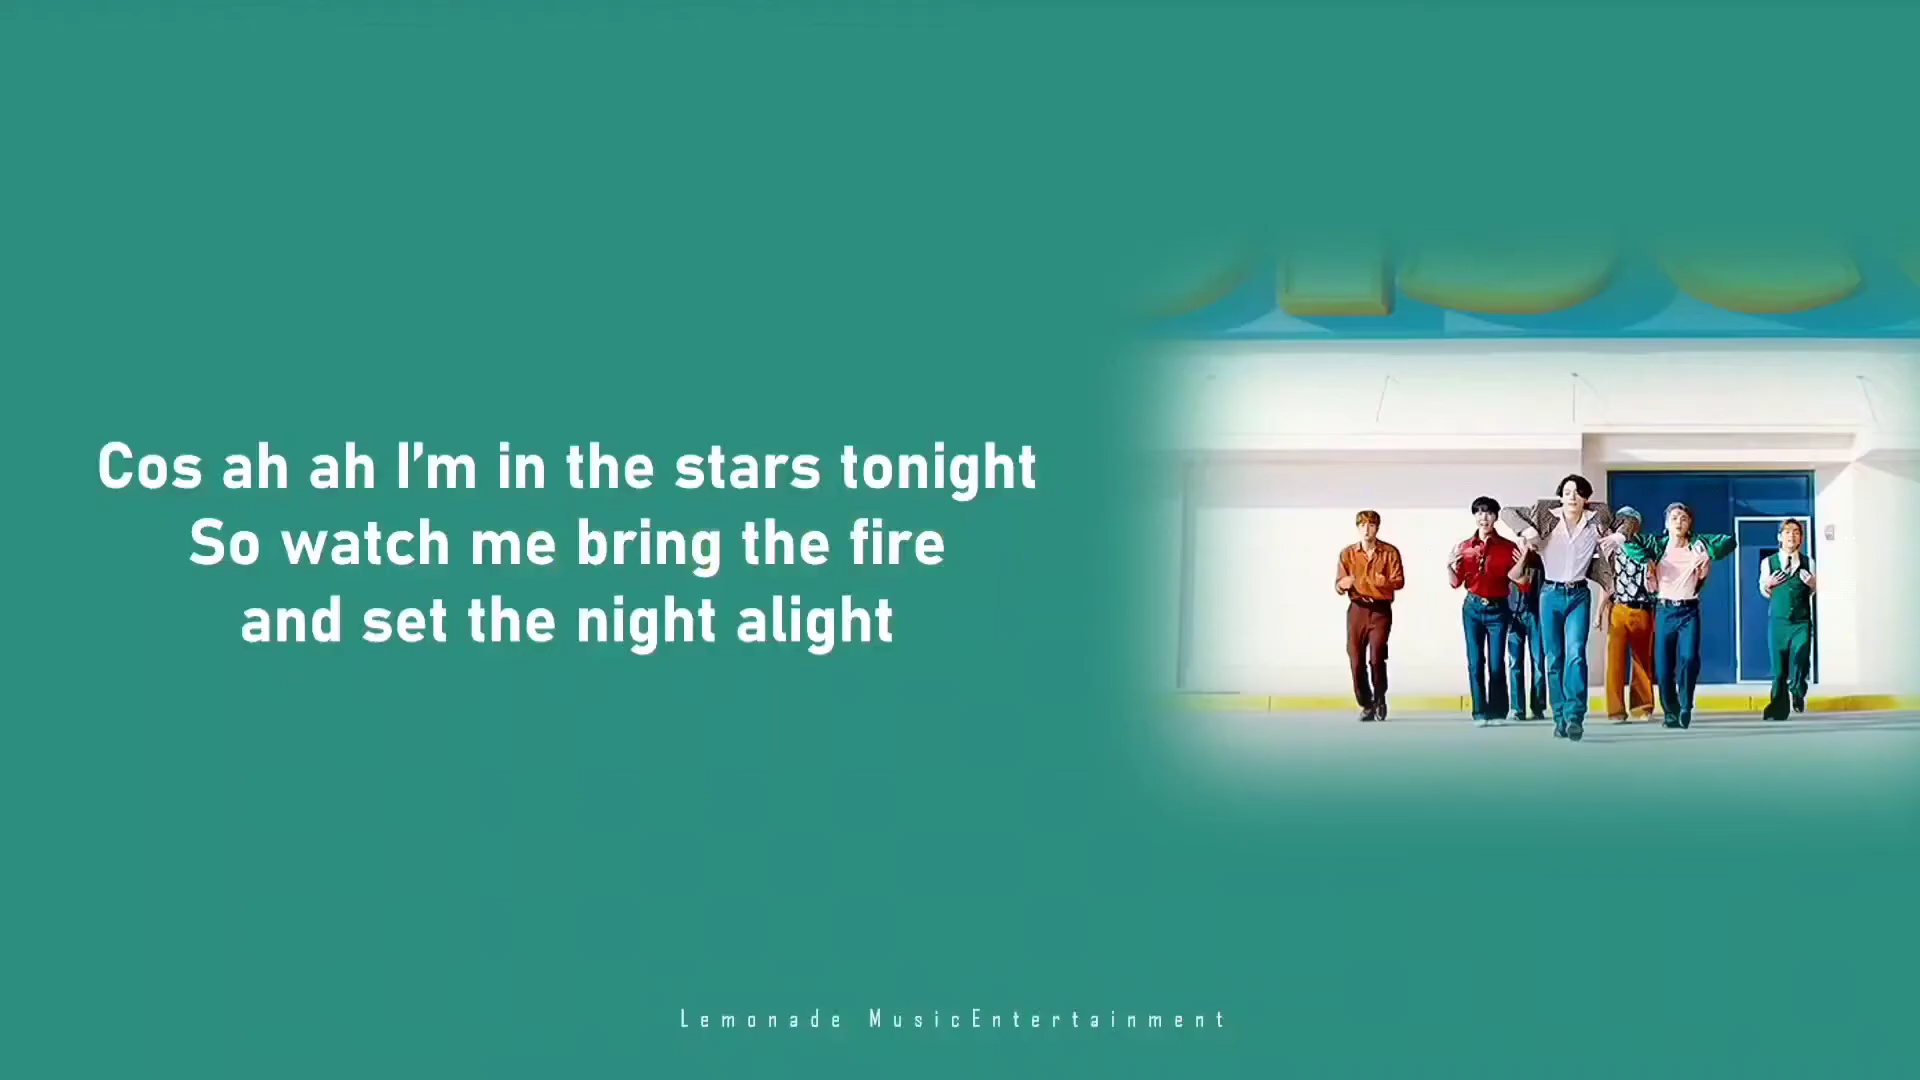 Cos ah ah I’m in the stars tonight
So watch me bring the fire
and set the night alight
Lemonade MusicEntertainment